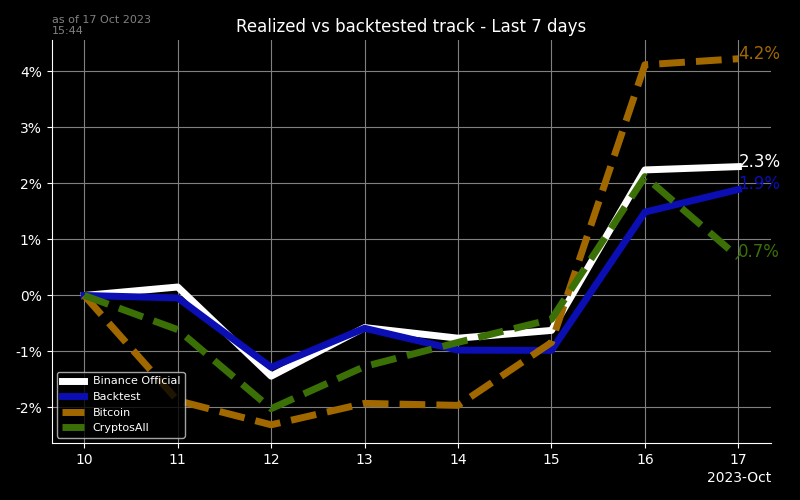 as of 17 Oct 2023
15:44
Realized vs backtested track - Last 7 days
4%
3%
2%
1%
0%
-1%
-2%
4.2%
2.3%
1.9%
0.7%
Binance Official
Backtest
Bitcoin
CryptosAll
10 11 12 13 14 15 16 17
2023-Oct